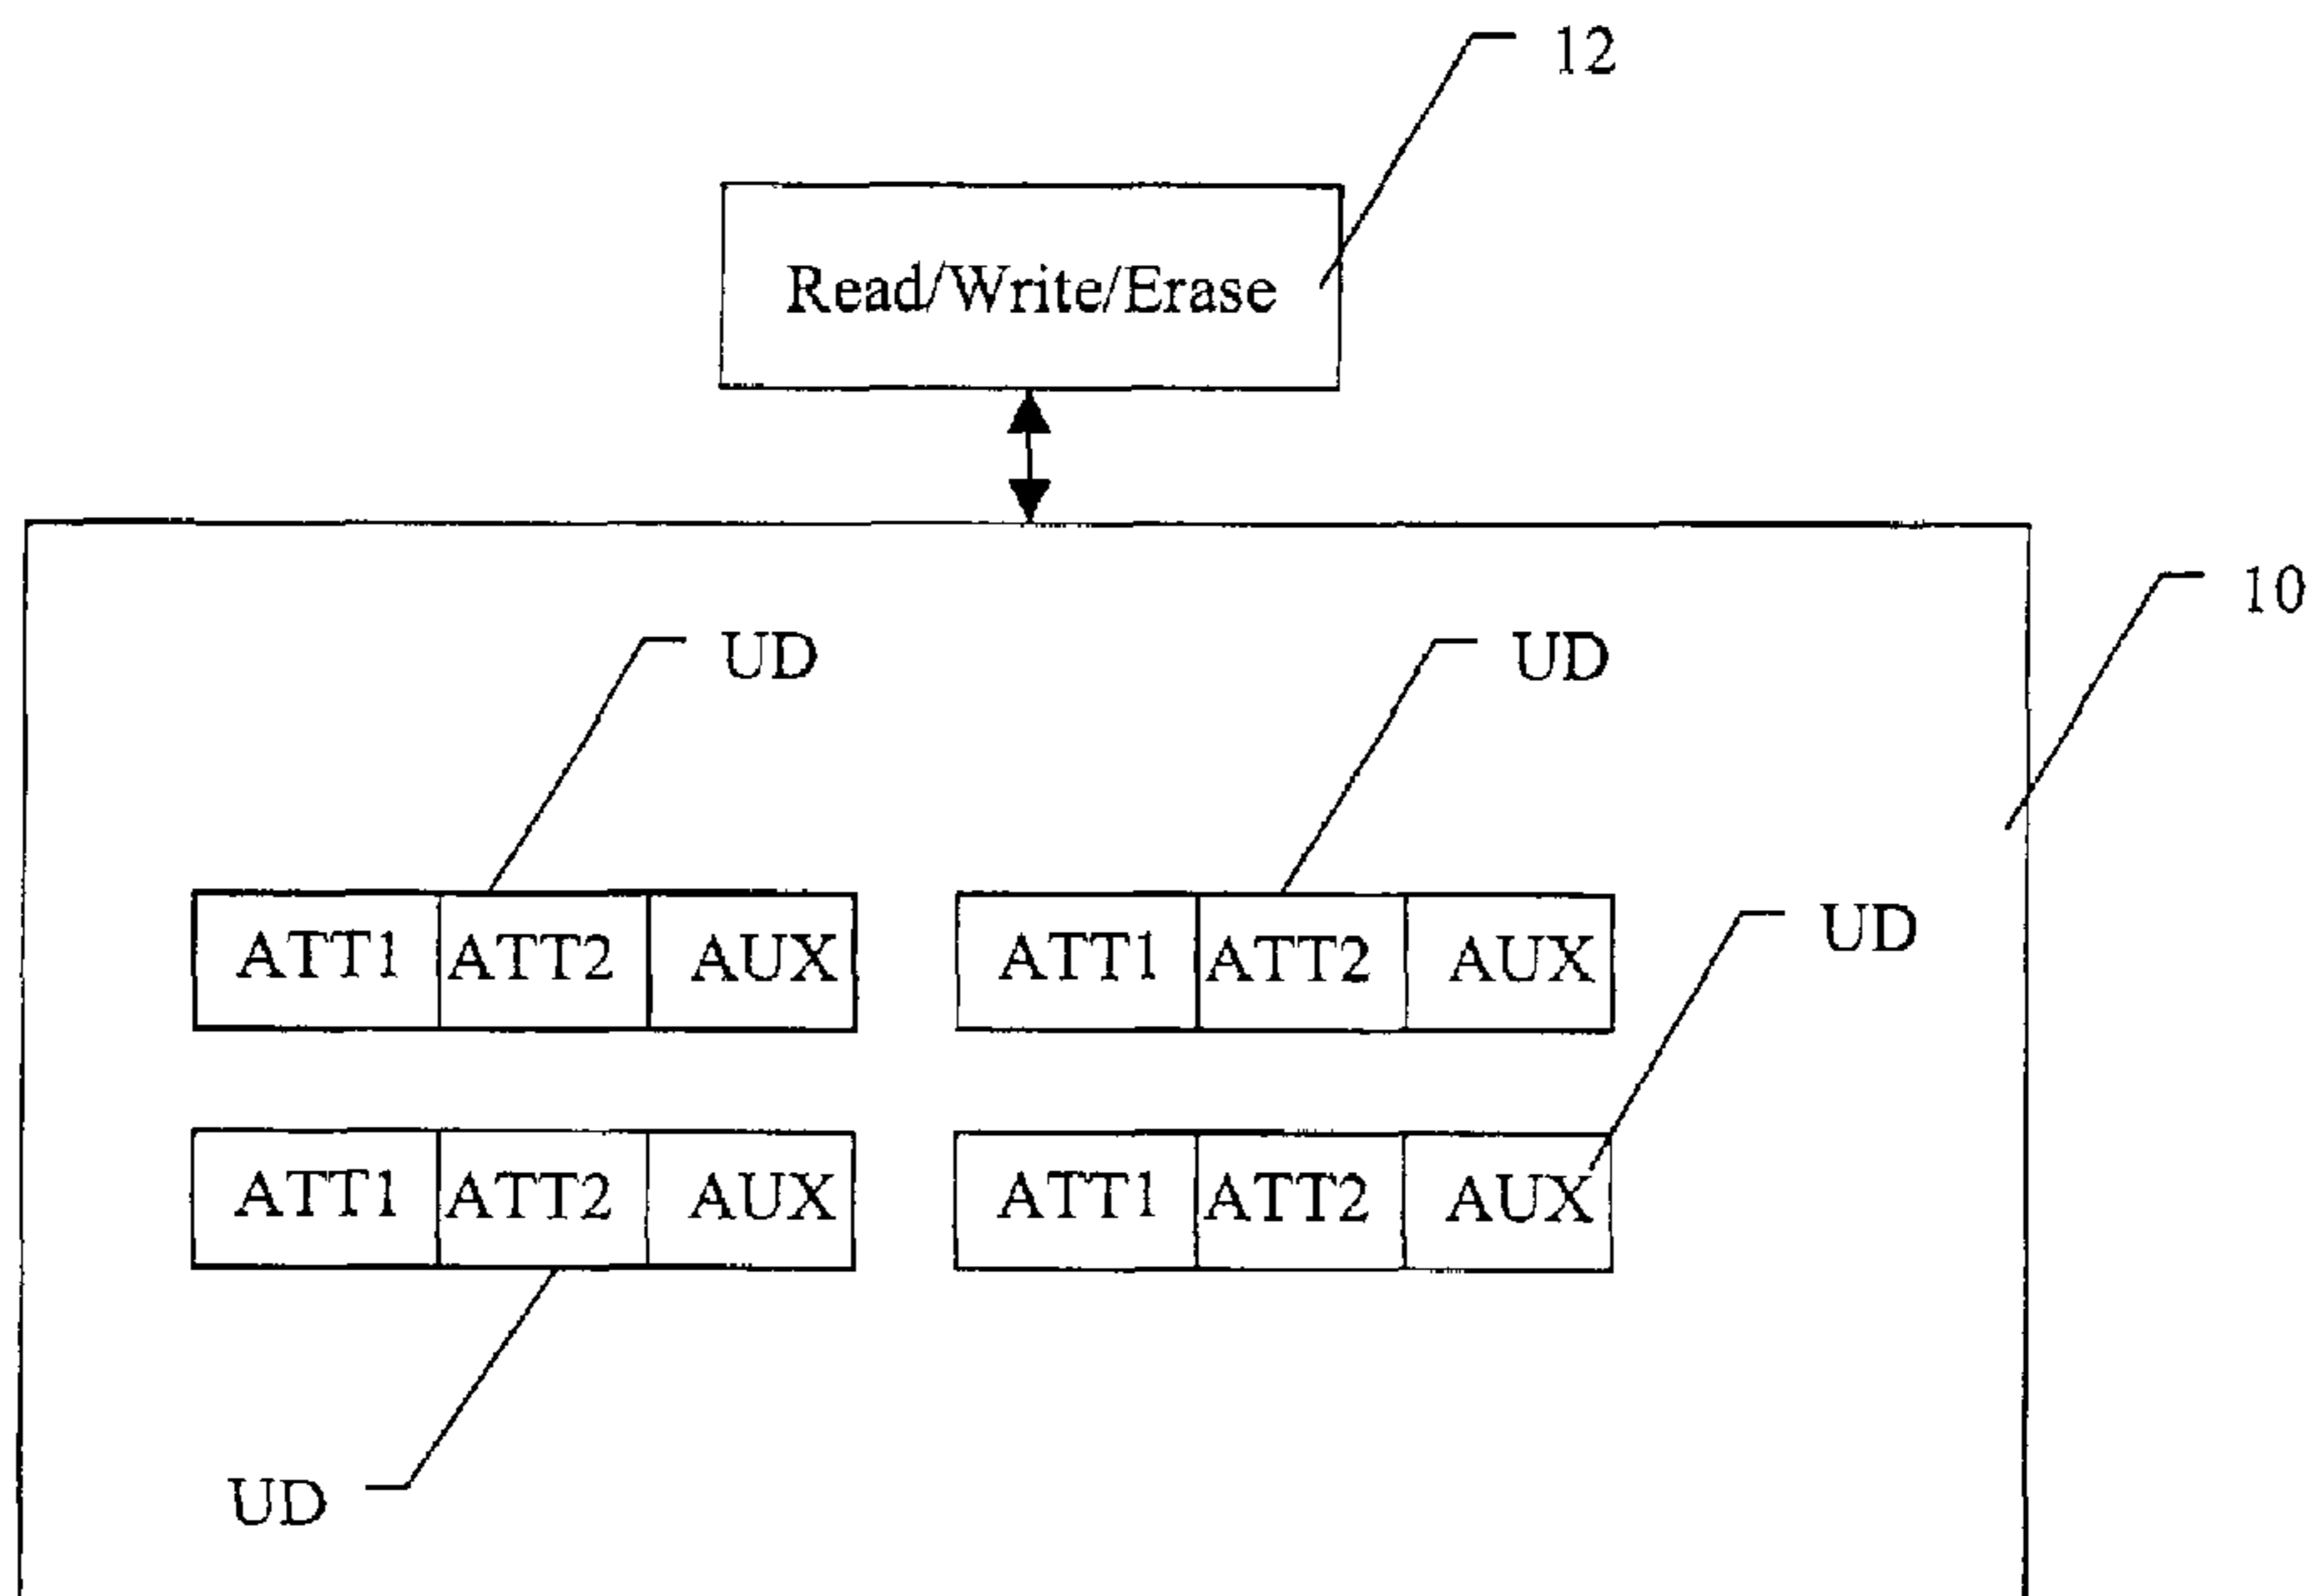 12
Read/Write/Erase
10
UD UD
UD
ATT1 ATT2 AUX ATT1 ATT2 AUX
ATT1 ATT2 AUX ATT1 ATT2 AUX
UD